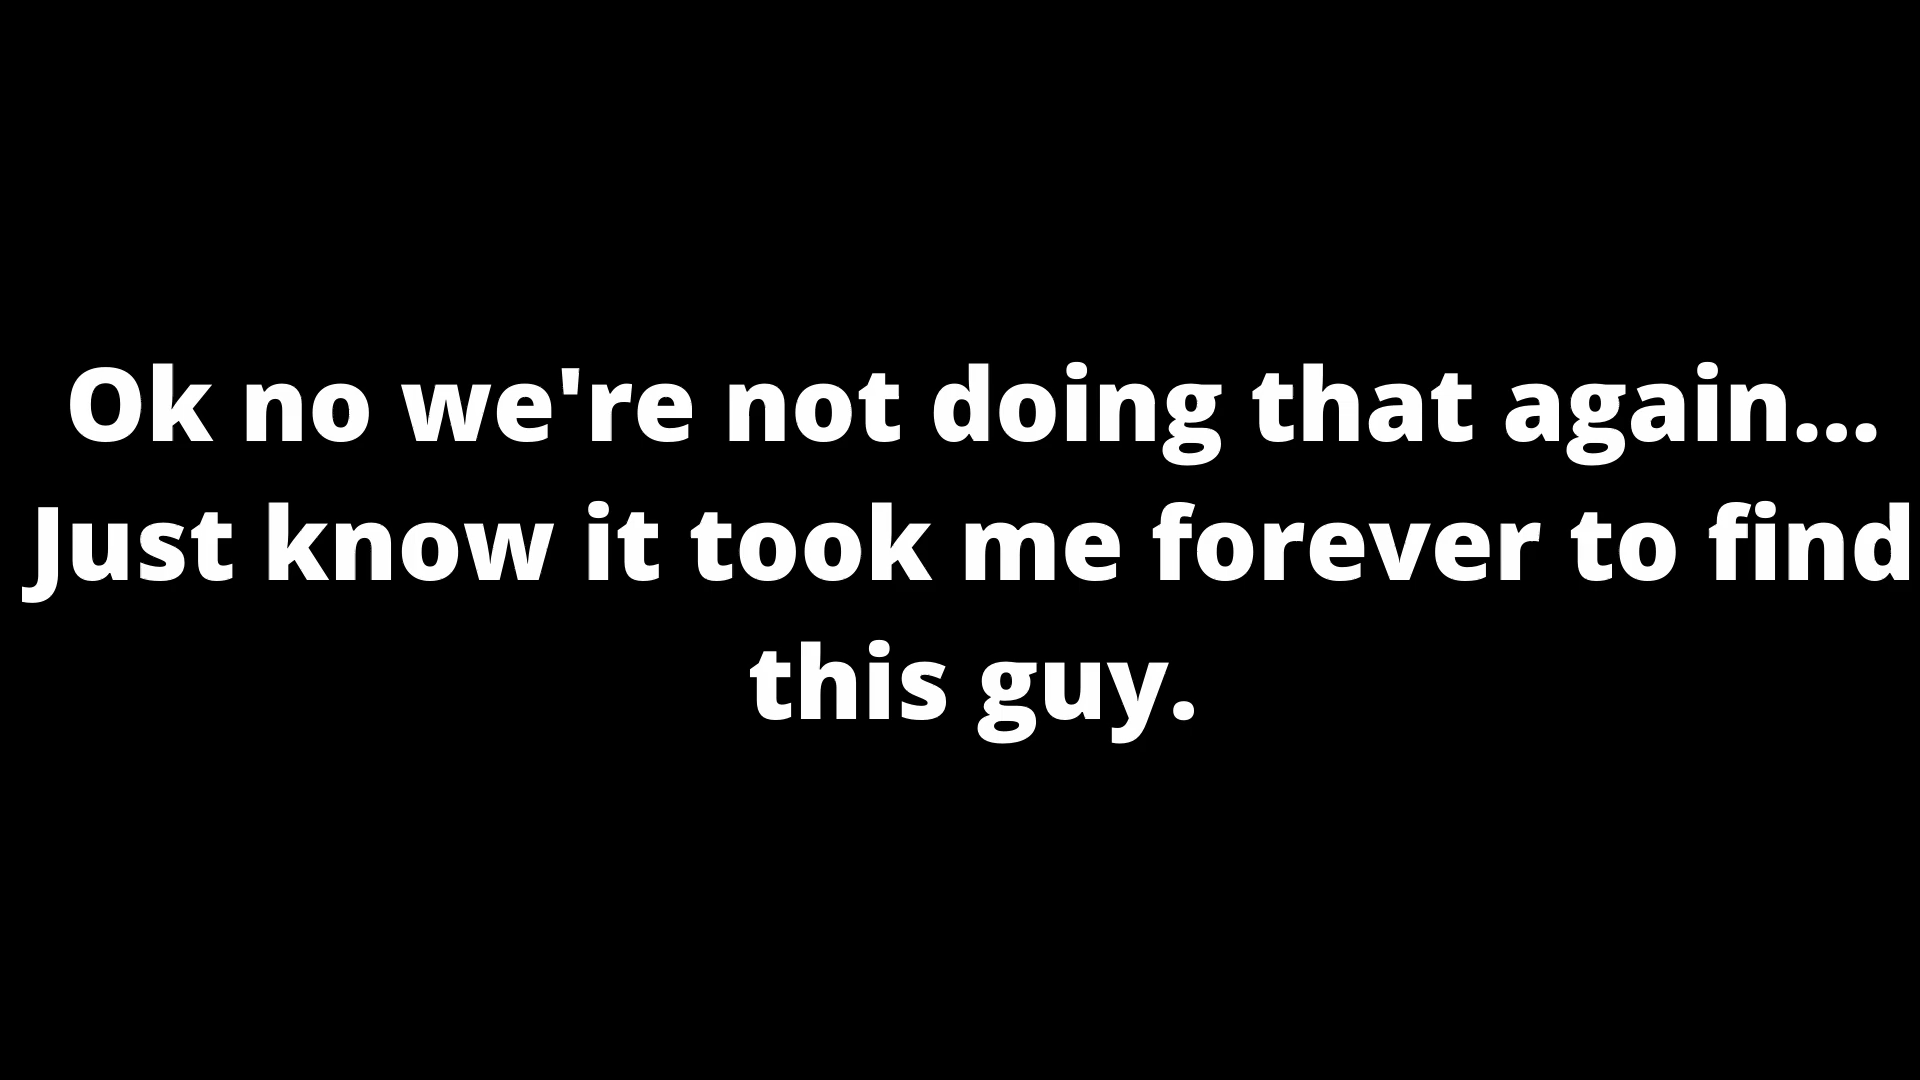 Ok no we're not doing that again...
Just know it took me forever to find
this guy.